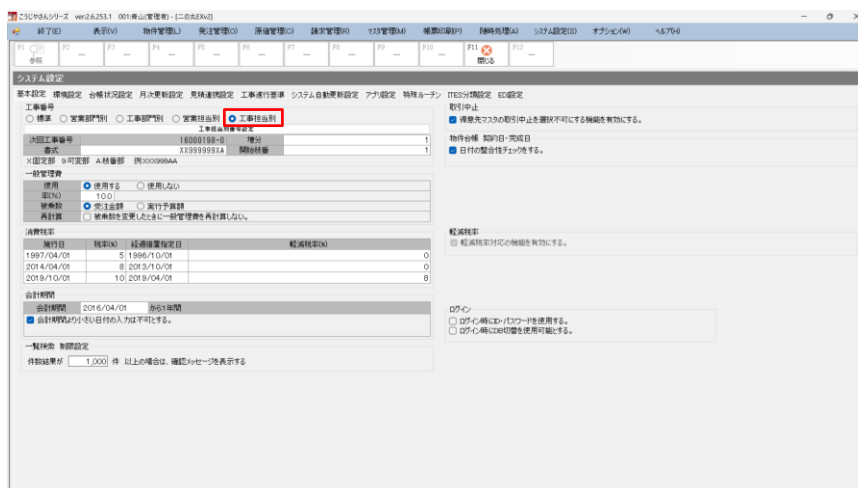 こうじやさんシリーズ ver.2.6.253.1 001:青山(管理者) - [二の丸EXv2]
終了(E) 表示(V) 物件管理(L) 発注管理(O) 原価管理(C) 請求管理(R) マスタ管理(M) 帳票印刷(P) 随時処理(A) システム設定(S) オプション(W) ヘルプ(H)
F1 F2 F3 F4 F5 F6 F7 F8 F9 F10 F11 F12
参照 閉じる
システム設定
基本設定 環境設定 台帳状況設定 月次更新設定 見積連携設定 工事進行基準 システム自動更新設定 アプリ設定 特殊ルーチン ITES分類設定 EDI設定
工事番号
標準 営業部門別 工事部門別 営業担当別 工事担当別
工事担当別番号設定
次回工事番号 16000198-0 増分 1
書式 XX999999XA 開始枝番 1
X:固定部 9:可変部 A:枝番部 例:XXX999AA
取引中止
得意先マスタの取引中止を選択不可にする機能を有効にする。
物件台帳 契約日・完成日
日付の整合性チェックをする。
一般管理費
使用 使用する 使用しない
率(%) 10.0
被乗数 受注金額 実行予算額
再計算 被乗数を変更したときに一般管理費を再計算しない。
消費税率
施行日 税率(%) 経過措置指定日 軽減税率(%)
1997/04/01 5 1996/10/01 0
2014/04/01 8 2013/10/01 0
2019/10/01 10 2019/04/01 8
軽減税率
軽減税率対応の機能を有効にする。
会計期間
会計期間 2016/04/01 から1年間
会計期間より小さい日付の入力は不可とする。
ログイン
ログイン時にID・パスワードを使用する。
ログイン時にDB切替を使用可能とする。
一覧検索 制限設定
件数結果が 1,000 件 以上の場合は、確認メッセージを表示する